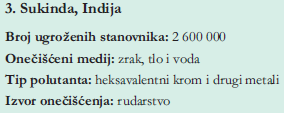 3. Sukinda, Indija
Broj ugroženih stanovnika: 2 600 000
Onečišćeni medij: zrak, tlo i voda
Tip polutanta: heksavalentni krom i drugi metali
Izvor onečišćenja: rudarstvo